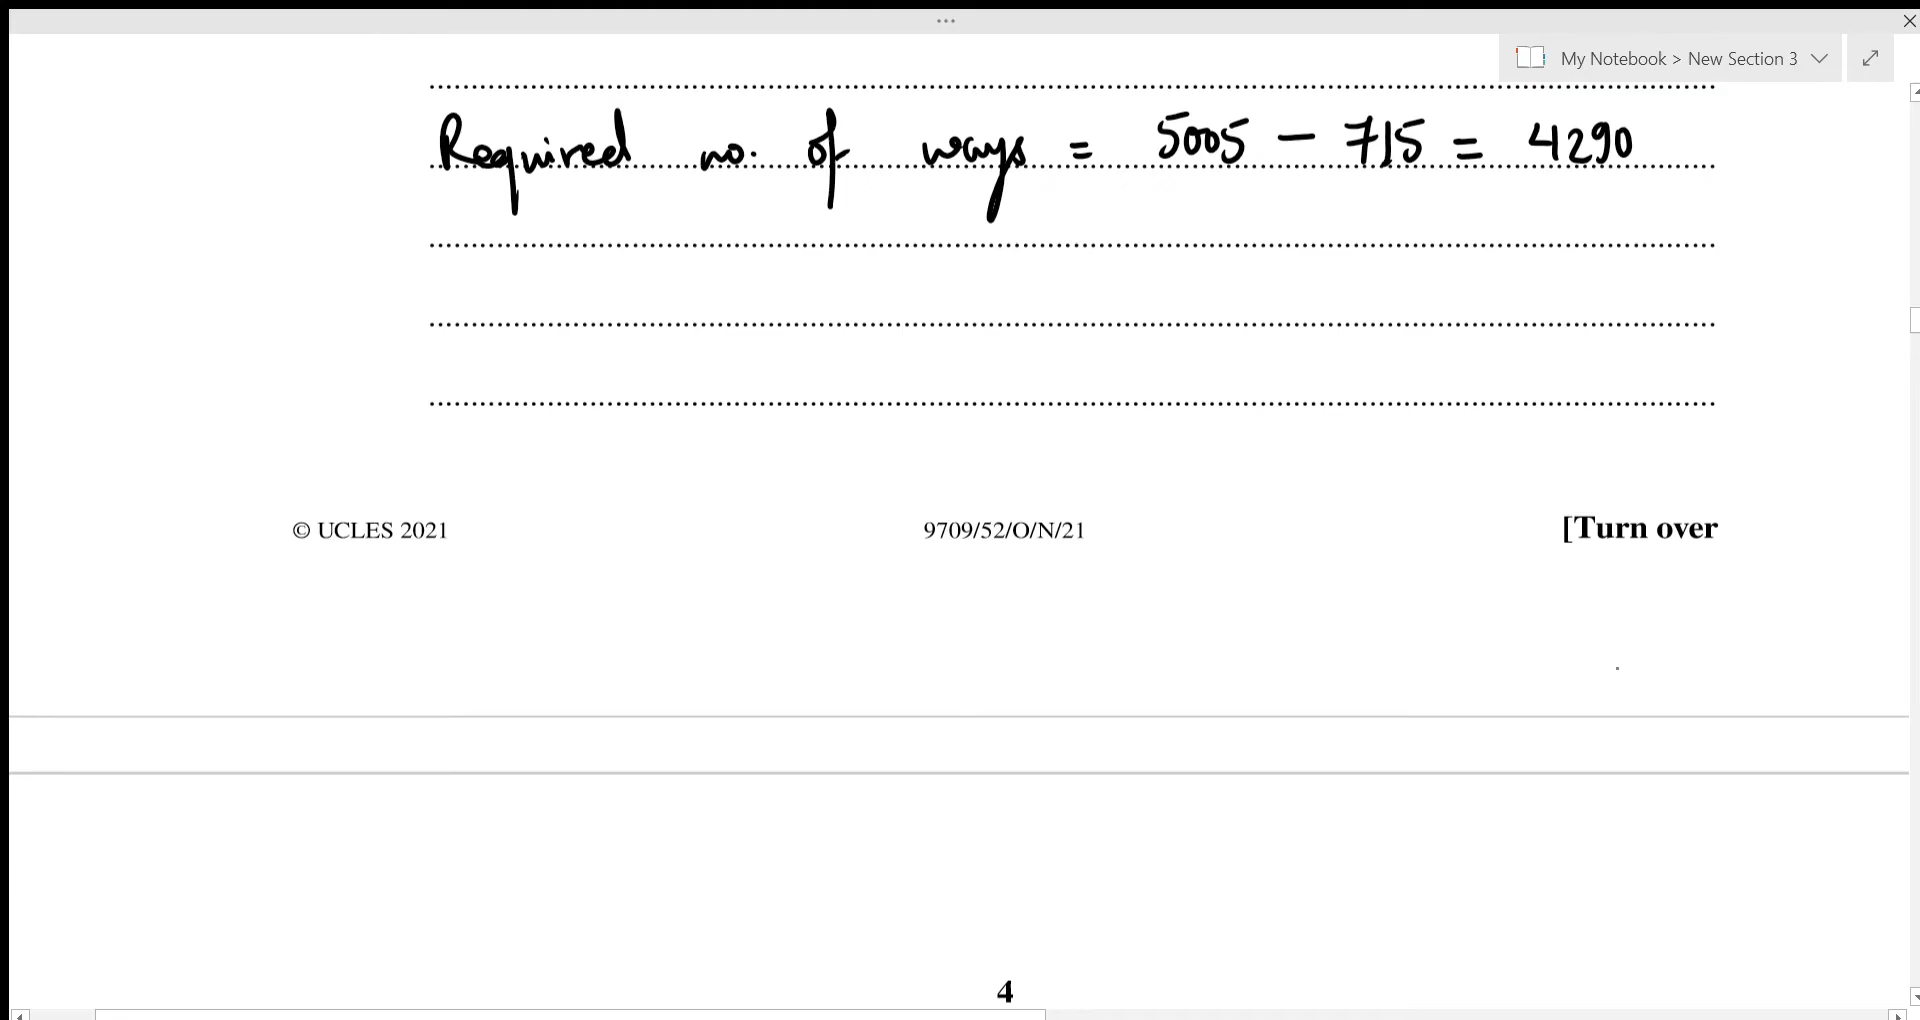 ...
My Notebook > New Section 3
Required no. of ways = 5005 - 715 = 4290
© UCLES 2021 9709/52/O/N/21 [Turn over
4